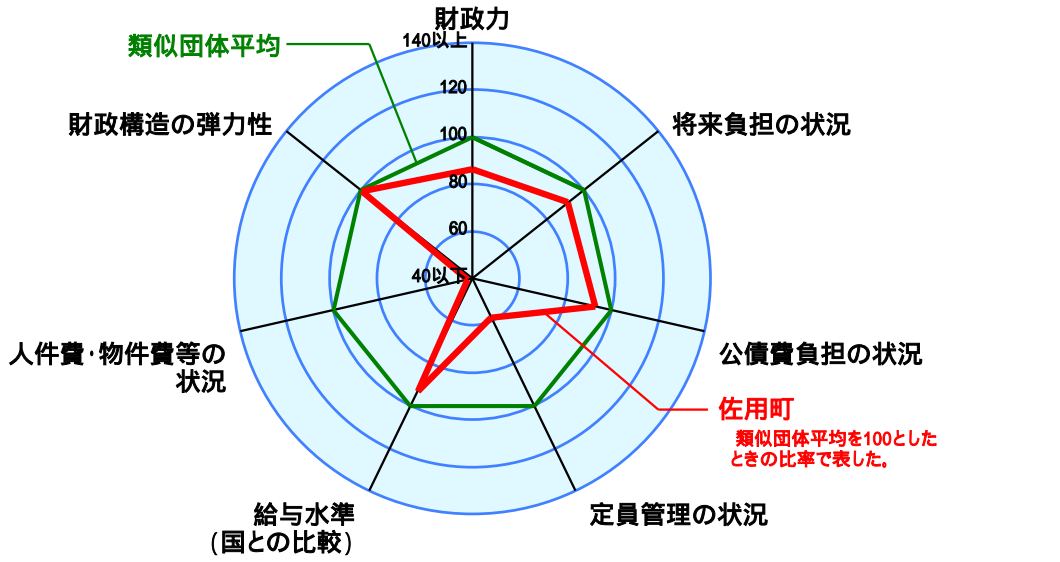 財政力
140以上
類似団体平均
120
財政構造の弾力性
将来負担の状況
100
80
60
40以下
人件費・物件費等の
状況
公債費負担の状況
佐用町
類似団体平均を100とした
ときの比率で表した。
給与水準
(国との比較)
定員管理の状況